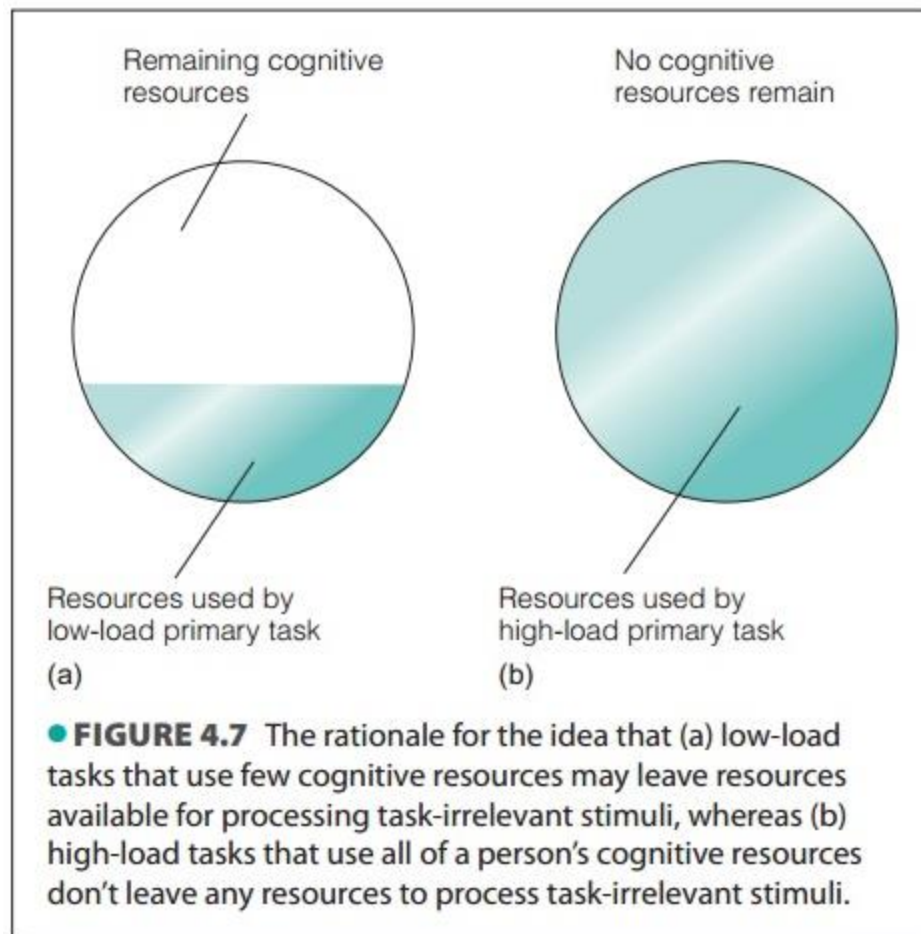 Remaining cognitive
resources
No cognitive
resources remain
Resources used by
low-load primary task
(a)
Resources used by
high-load primary task
(b)
● FIGURE 4.7 The rationale for the idea that (a) low-load
tasks that use few cognitive resources may leave resources
available for processing task-irrelevant stimuli, whereas (b)
high-load tasks that use all of a person’s cognitive resources
don’t leave any resources to process task-irrelevant stimuli.